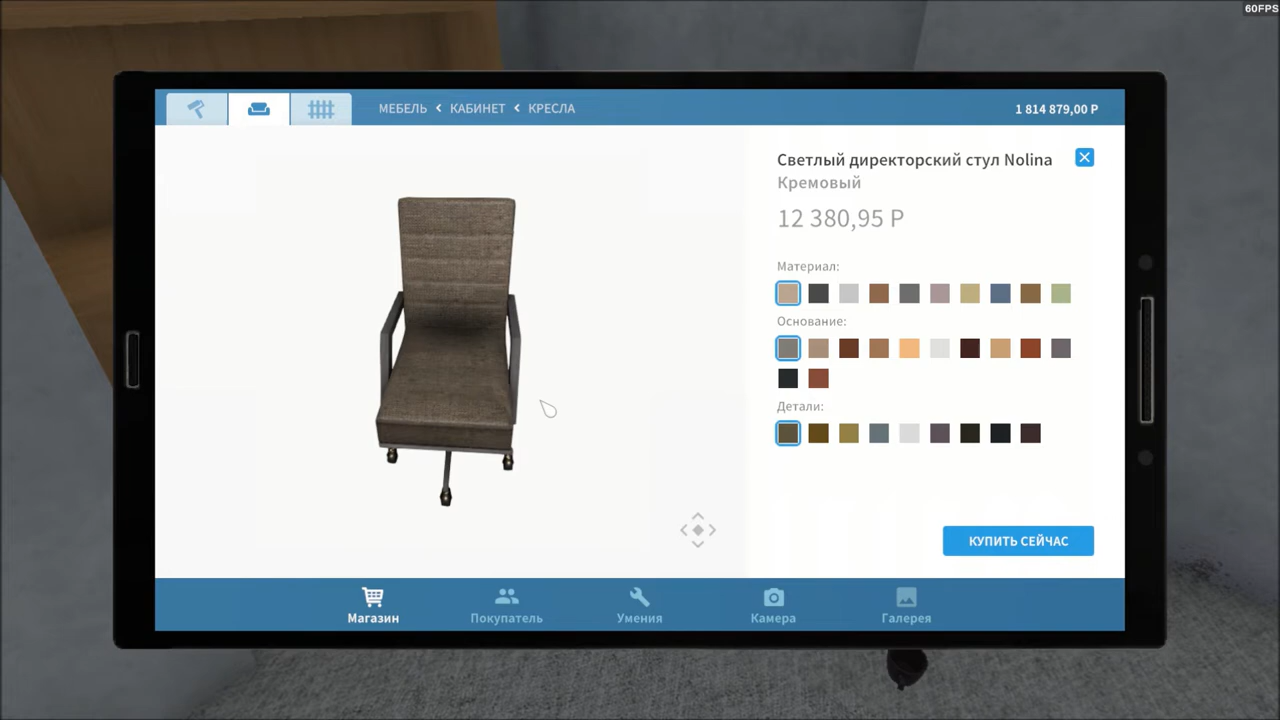 60FPS
МЕБЕЛЬ < КАБИНЕТ < КРЕСЛА
1 814 879,00 Р
Светлый директорский стул Nolina
Кремовый
12 380,95 Р
Материал:
Основание:
Детали:
КУПИТЬ СЕЙЧАС
Магазин
Покупатель
Умения
Камера
Галерея